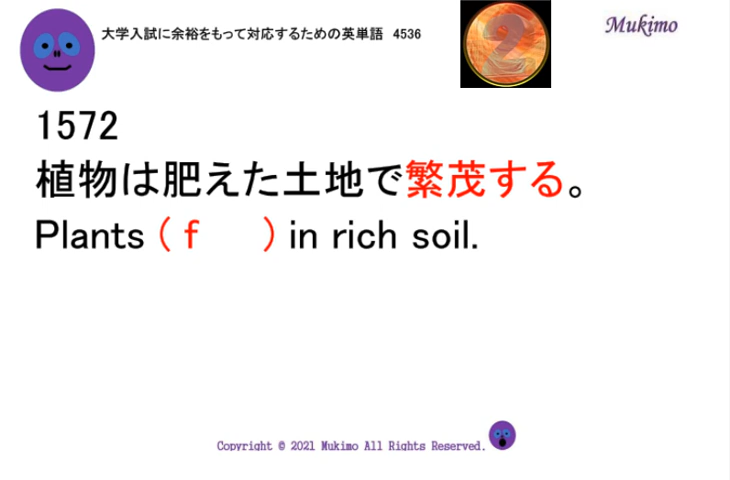 大学入試に余裕をもって対応するための英単語 4536
2
Mukimo
1572
植物は肥えた土地で繁茂する。
Plants ( f ) in rich soil.
Copyright © 2021 Mukimo All Rights Reserved.